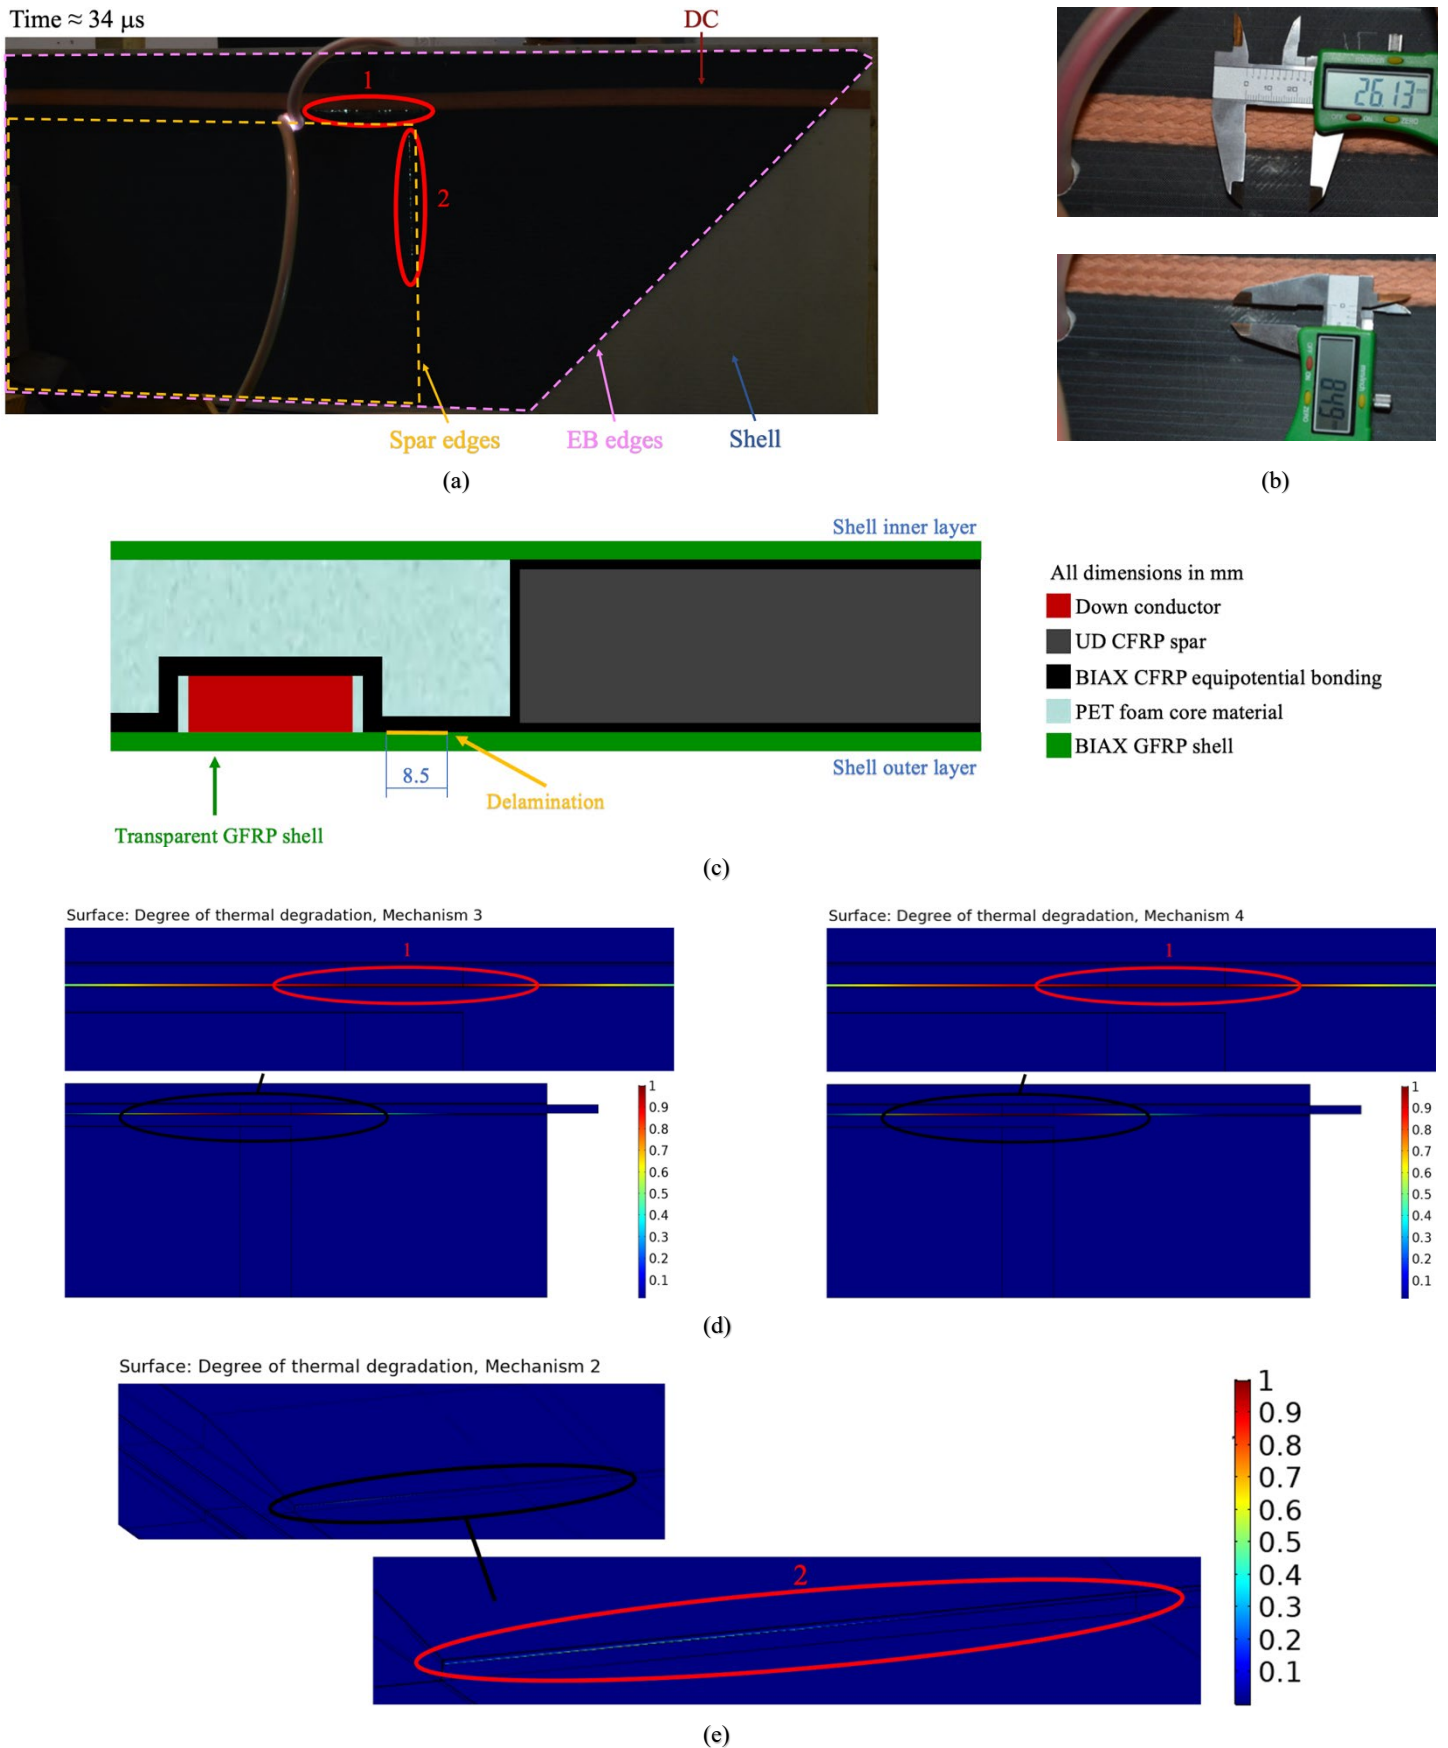 Time ≈ 34 μs
DC
1
2
Spar edges
EB edges
Shell
(a)
26.13
8.49
(b)
Shell inner layer
All dimensions in mm
Down conductor
UD CFRP spar
BIAX CFRP equipotential bonding
PET foam core material
BIAX GFRP shell
8.5
Shell outer layer
Delamination
Transparent GFRP shell
(c)
Surface: Degree of thermal degradation, Mechanism 3
1
1
0.9
0.8
0.7
0.6
0.5
0.4
0.3
0.2
0.1
Surface: Degree of thermal degradation, Mechanism 4
1
1
0.9
0.8
0.7
0.6
0.5
0.4
0.3
0.2
0.1
(d)
Surface: Degree of thermal degradation, Mechanism 2
2
1
0.9
0.8
0.7
0.6
0.5
0.4
0.3
0.2
0.1
(e)